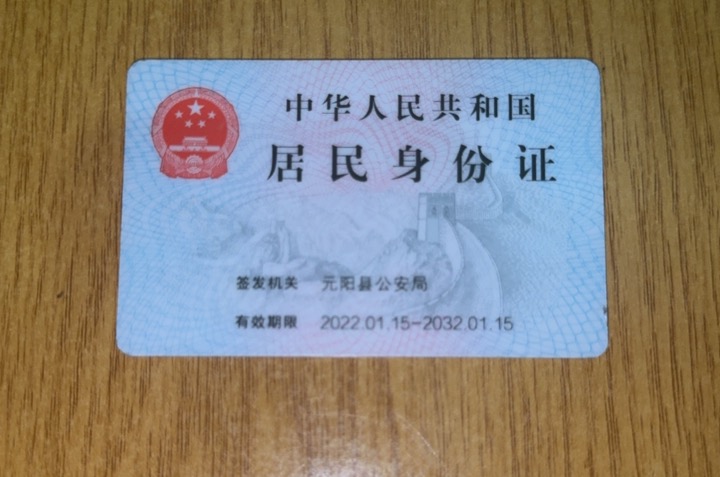 中华人民共和国
居民身份证
签发机关 元阳县公安局
有效期限 2022.01.15-2032.01.15